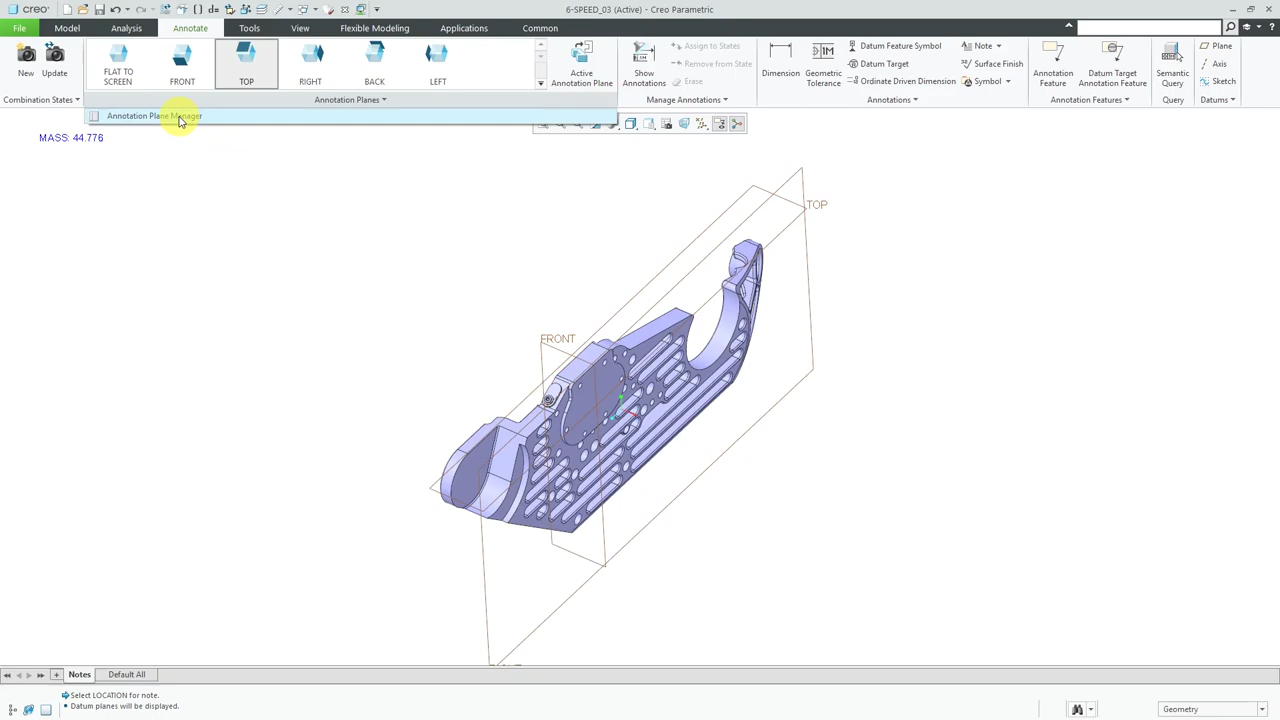 creo
6-SPEED_03 (Active) - Creo Parametric
File Model Analysis Annotate Tools View Flexible Modeling Applications Common
New Update
FLAT TO SCREEN FRONT TOP RIGHT BACK LEFT
Active Annotation Plane
Show Annotations
Assign to States
Remove from State
Erase
Dimension
Geometric Tolerance
Datum Feature Symbol
Datum Target
Ordinate Driven Dimension
Note
Surface Finish
Symbol
Annotation Feature
Datum Target Annotation Feature
Semantic Query
Plane
Axis
Sketch
Combination States Annotation Planes Manage Annotations Annotations Annotation Features Query Datums
Annotation Plane Manager
MASS: 44.776
TOP
FRONT
Notes Default All
Select LOCATION for note.
Datum planes will be displayed.
Geometry